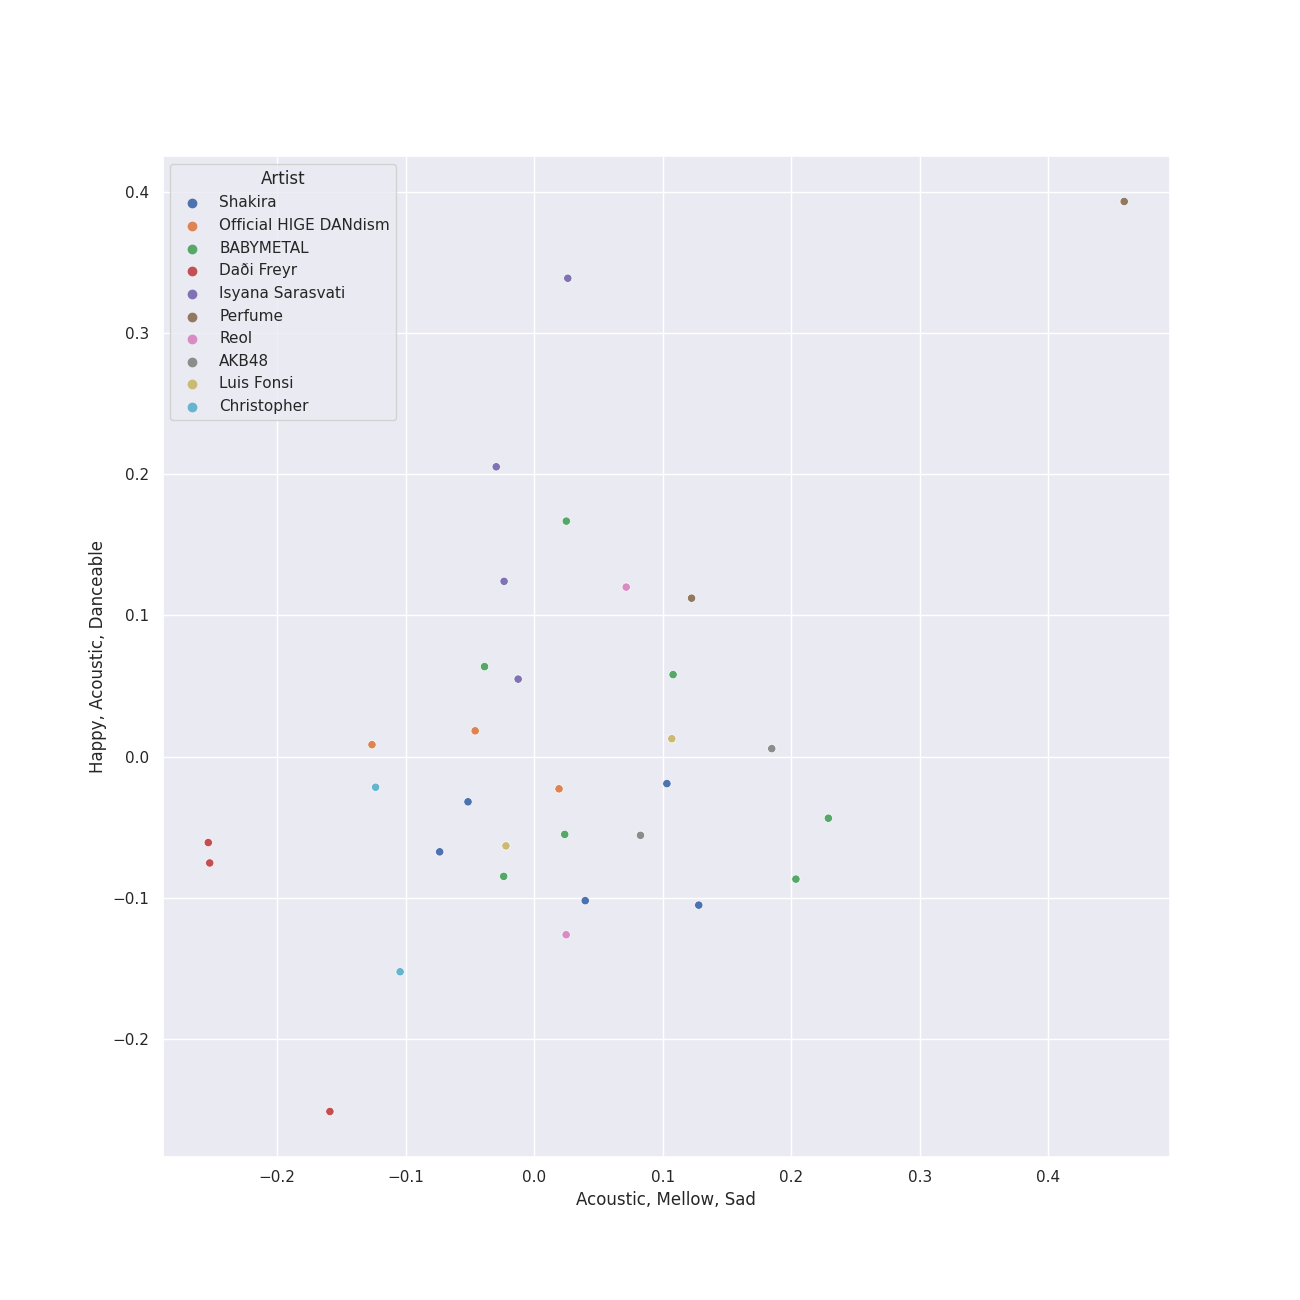 Artist
Shakira
Official HIGE DANdism
BABYMETAL
Daði Freyr
Isyana Sarasvati
Perfume
Reol
AKB48
Luis Fonsi
Christopher
0.4
0.3
0.2
0.1
0.0
−0.1
−0.2
Happy, Acoustic, Danceable
−0.2
−0.1
0.0
0.1
0.2
0.3
0.4
Acoustic, Mellow, Sad